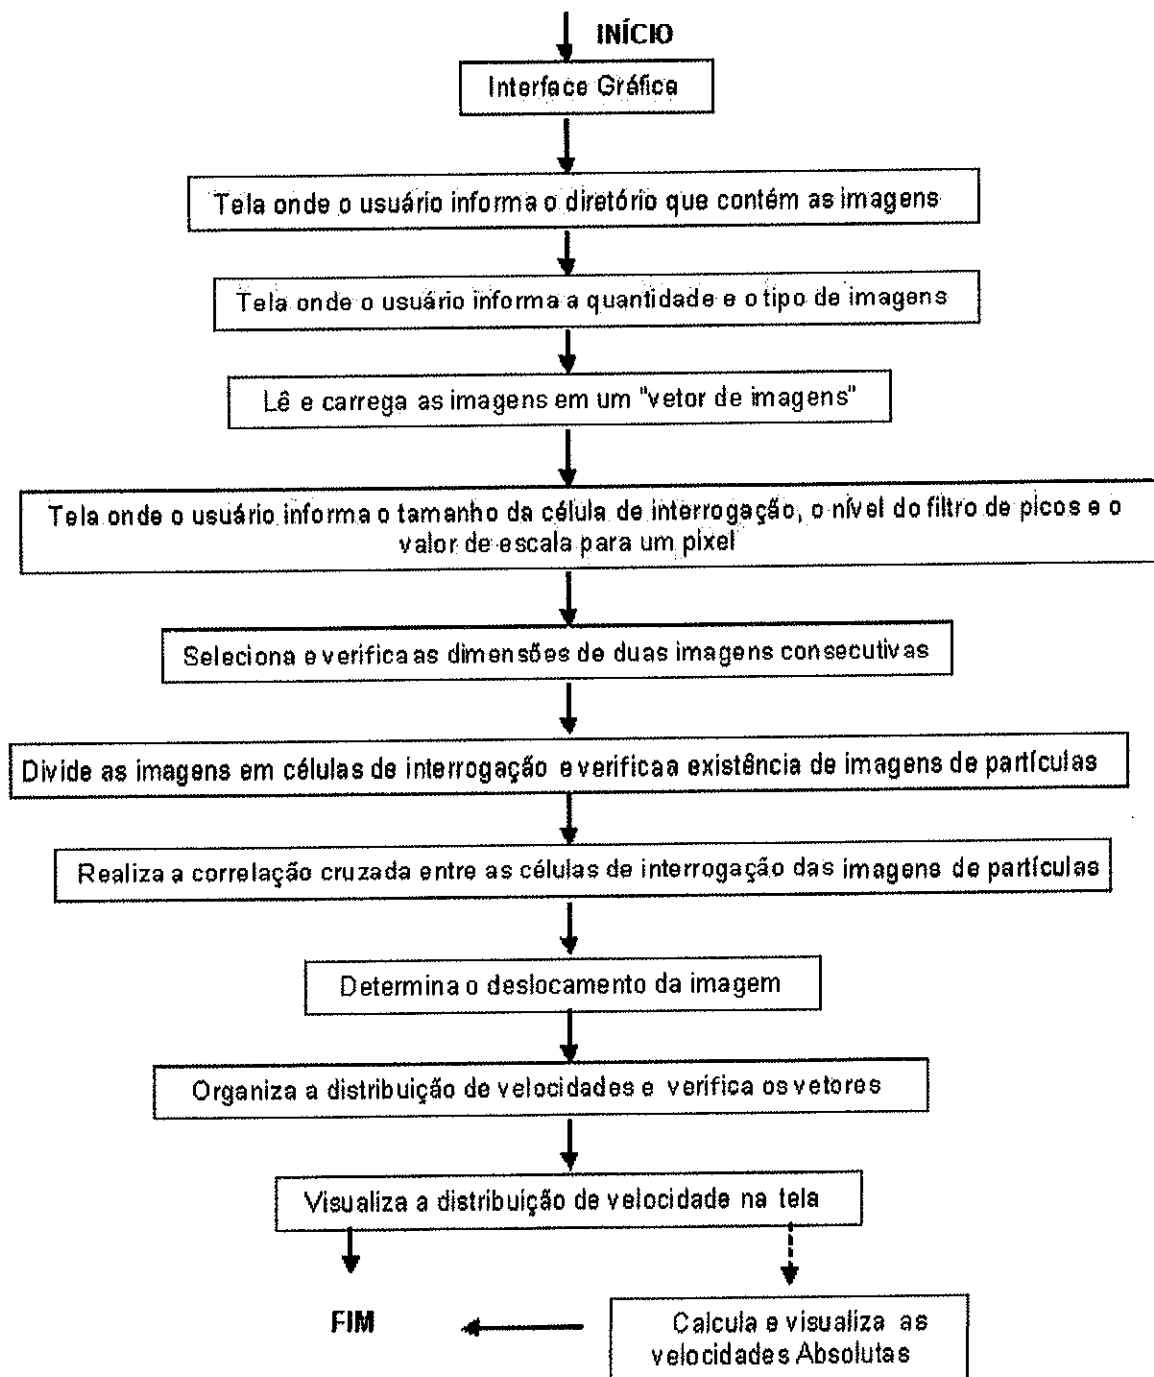 INÍCIO
Interface Gráfica
Tela onde o usuário informa o diretório que contém as imagens
Tela onde o usuário informa a quantidade e o tipo de imagens
Lê e carrega as imagens em um "vetor de imagens"
Tela onde o usuário informa o tamanho da célula de interrogação, o nível do filtro de picos e o
valor de escala para um pixel
Seleciona e verifica as dimensões de duas imagens consecutivas
Divide as imagens em células de interrogação e verifica a existência de imagens de partículas
Realiza a correlação cruzada entre as células de interrogação das imagens de partículas
Determina o deslocamento da imagem
Organiza a distribuição de velocidades e verifica os vetores
Visualiza a distribuição de velocidade na tela
FIM
Calcula e visualiza as
velocidades Absolutas